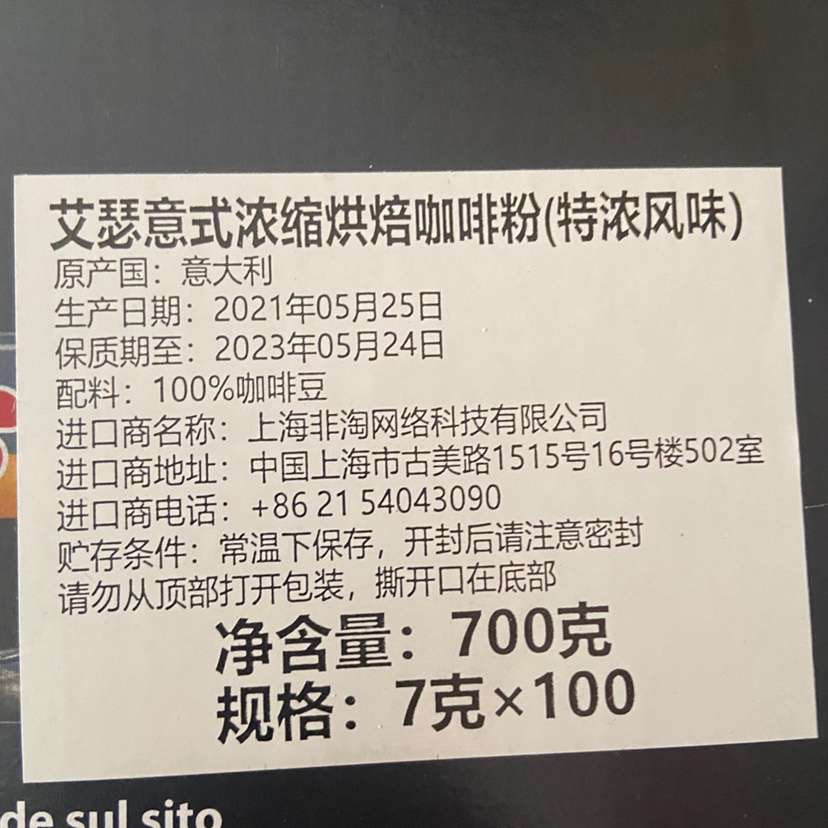 艾瑟意式浓缩烘焙咖啡粉(特浓风味)
原产国：意大利
生产日期：2021年05月25日
保质期至：2023年05月24日
配料：100%咖啡豆
进口商名称：上海非淘网络科技有限公司
进口商地址：中国上海市古美路1515号16号楼502室
进口商电话：+86 21 54043090
贮存条件：常温下保存，开封后请注意密封
请勿从顶部打开包装，撕开口在底部
净含量：700克
规格：7克×100
de sul sito